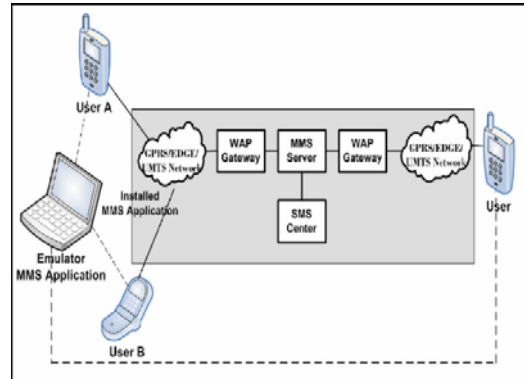 User A
GPRS/EDGE/
UMTS Network
WAP
Gateway
MMS
Server
WAP
Gateway
GPRS/EDGE/
UMTS Network
SMS
Center
Installed
MMS Application
User
Emulator
MMS Application
User B